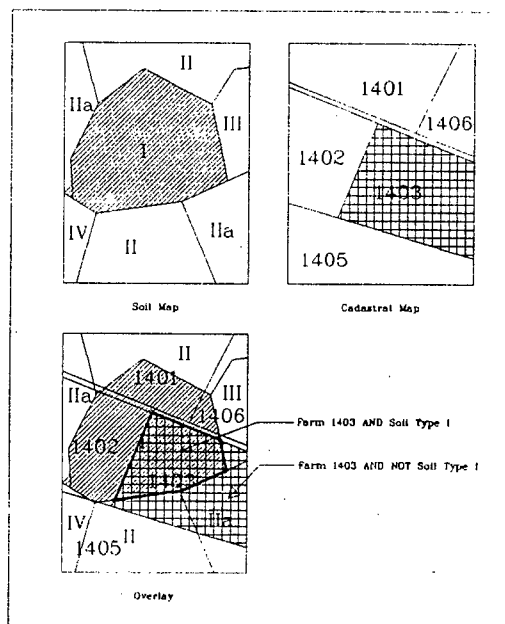 II
IIa
I
III
IV
II
IIa
Soil Map
1401
1406
1402
1403
1405
Cadastral Map
II
1401
IIa
III
1406
1402
1403
IIa
IV
1405
II
Overlay
Farm 1403 AND Soil Type I
Farm 1403 AND NOT Soil Type I